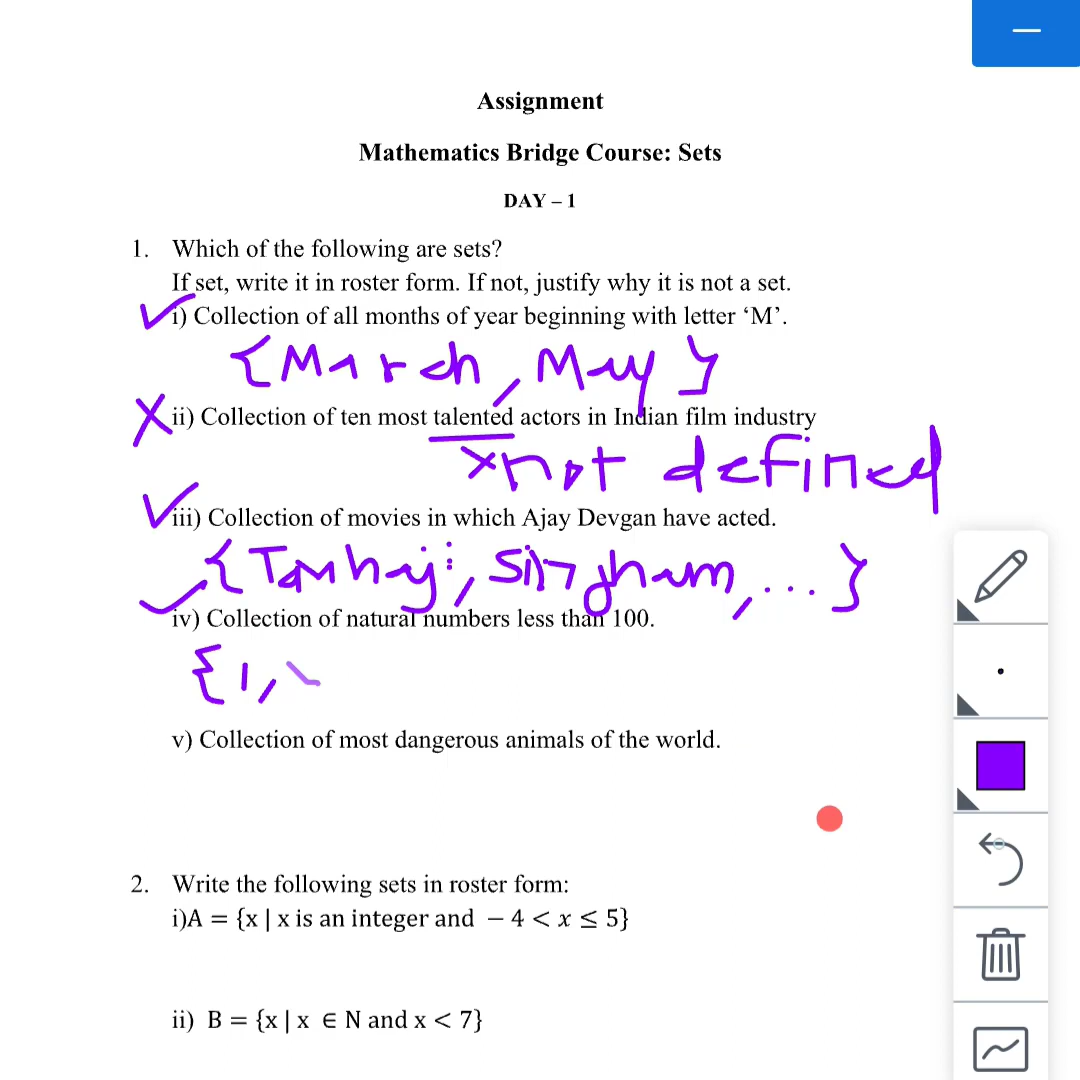 Assignment
Mathematics Bridge Course: Sets
DAY – 1
1. Which of the following are sets?
If set, write it in roster form. If not, justify why it is not a set.
i) Collection of all months of year beginning with letter ‘M’.
{March, May}
ii) Collection of ten most talented actors in Indian film industry
not defined
iii) Collection of movies in which Ajay Devgan have acted.
{Tanhaji, Singham, ...}
iv) Collection of natural numbers less than 100.
{1,
v) Collection of most dangerous animals of the world.
2. Write the following sets in roster form:
i)A = {x | x is an integer and – 4 < x ≤ 5}
ii) B = {x | x ∈ N and x < 7}